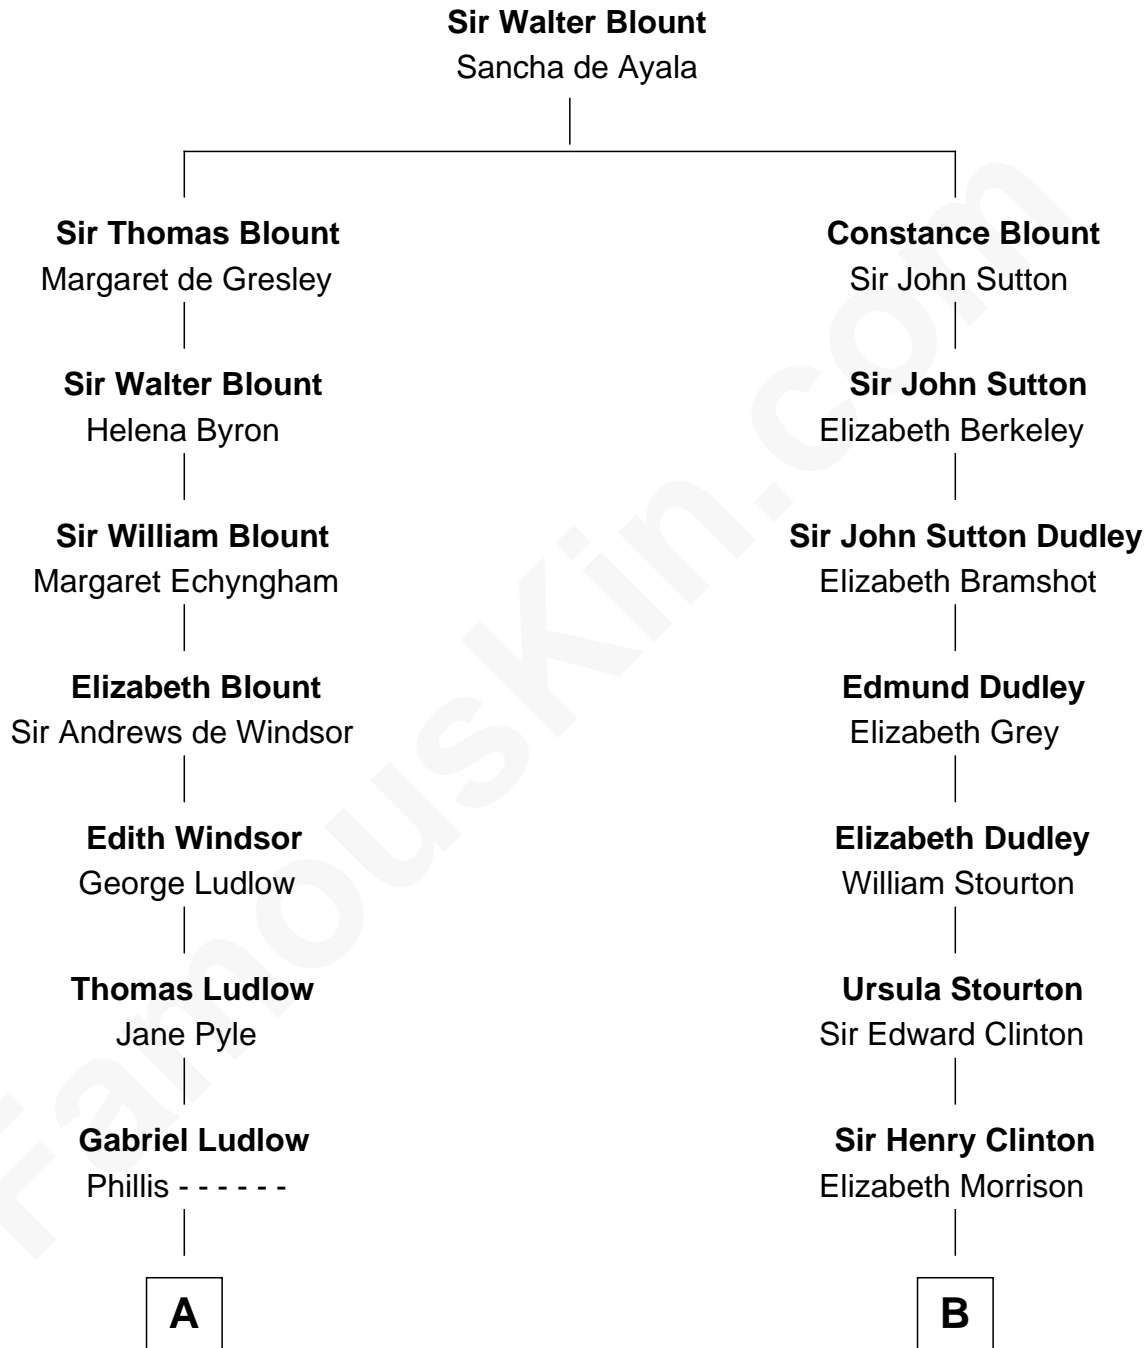 Sir Walter Blount
Sancha de Ayala
Sir Thomas Blount
Margaret de Gresley
Constance Blount
Sir John Sutton
Sir Walter Blount
Helena Byron
Sir John Sutton
Elizabeth Berkeley
Sir William Blount
Margaret Echyngham
Sir John Sutton Dudley
Elizabeth Bramshot
Elizabeth Blount
Sir Andrews de Windsor
Edmund Dudley
Elizabeth Grey
Edith Windsor
George Ludlow
Elizabeth Dudley
William Stourton
Thomas Ludlow
Jane Pyle
Ursula Stourton
Sir Edward Clinton
Gabriel Ludlow
Phillis - - - - - -
Sir Henry Clinton
Elizabeth Morrison
A
B
FamousKin.com